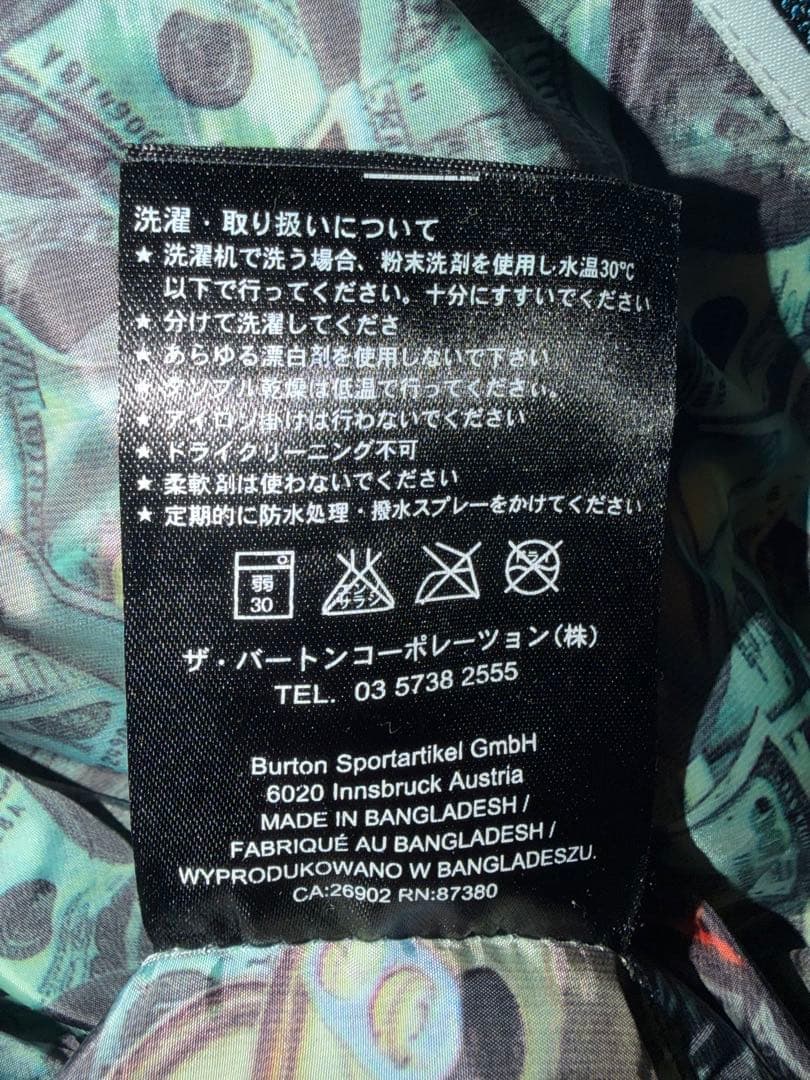 洗濯・取り扱いについて
★ 洗濯机で洗う場合、粉末洗剤を使用し水温30℃
以下で行ってください。十分にすすいでください
★ 分けて洗濯してくださ
★ あらゆる漂白剤を使用しないで下さい
★ タンブル乾燥は低温で行ってください。
★ アイロン掛けは行わないでください
★ ドライクリーニング不可
★ 柔軟剤は使わないでください
★ 定期的に防水処理・撥水スプレーをかけてください
弱
30
エンソ
サラシ
ドライ
ザ・バートンコーポレーツョン(株)
TEL. 03 5738 2555
Burton Sportartikel GmbH
6020 Innsbruck Austria
MADE IN BANGLADESH /
FABRIQUÉ AU BANGLADESH /
WYPRODUKOWANO W BANGLADESZU.
CA:26902 RN:87380